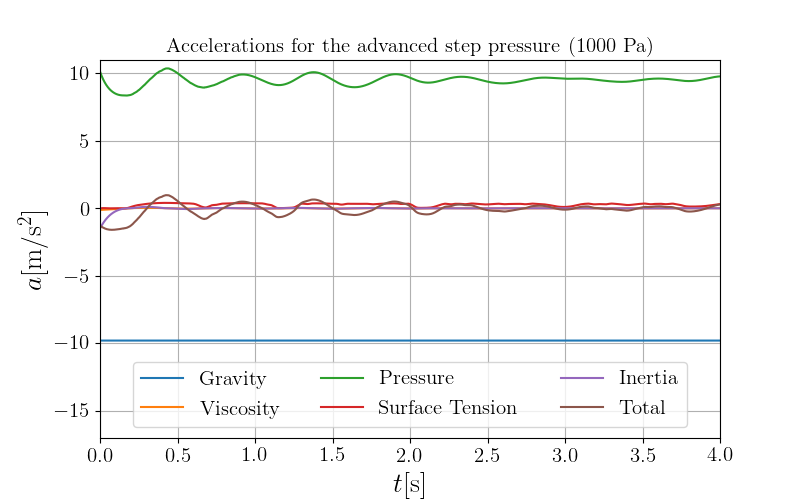 Accelerations for the advanced step pressure (1000 Pa)
10
5
0
−5
−10
−15
a[m/s²]
Gravity
Pressure
Inertia
Viscosity
Surface Tension
Total
0.0 0.5 1.0 1.5 2.0 2.5 3.0 3.5 4.0
t[s]